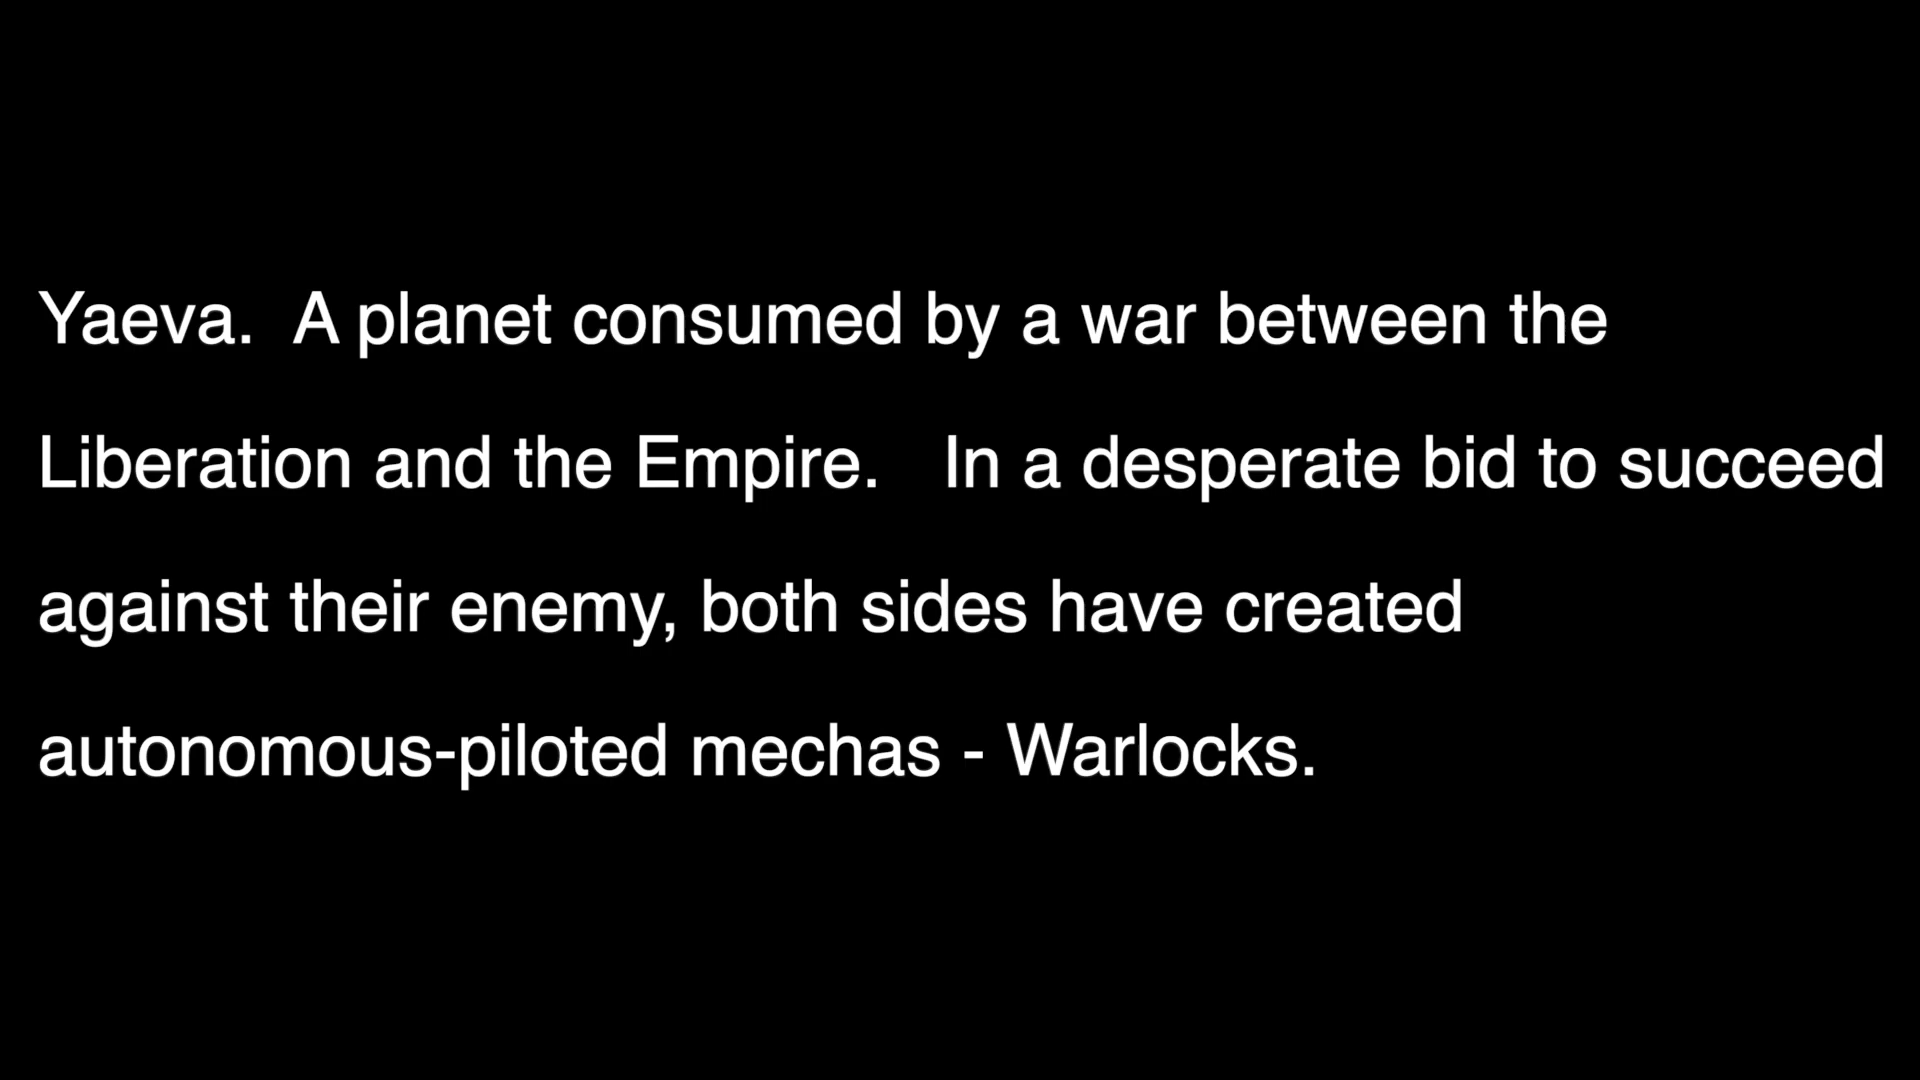 Yaeva.  A planet consumed by a war between the
Liberation and the Empire.   In a desperate bid to succeed
against their enemy, both sides have created
autonomous-piloted mechas - Warlocks.